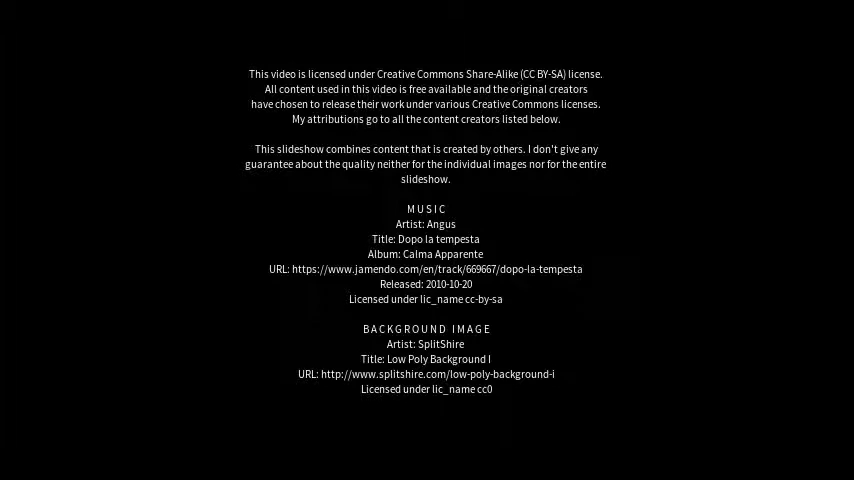 This video is licensed under Creative Commons Share-Alike (CC BY-SA) license.
All content used in this video is free available and the original creators
have chosen to release their work under various Creative Commons licenses.
My attributions go to all the content creators listed below.
This slideshow combines content that is created by others. I don't give any
guarantee about the quality neither for the individual images nor for the entire
slideshow.
MUSIC
Artist: Angus
Title: Dopo la tempesta
Album: Calma Apparente
URL: https://www.jamendo.com/en/track/669667/dopo-la-tempesta
Released: 2010-10-20
Licensed under lic_name cc-by-sa
BACKGROUND IMAGE
Artist: SplitShire
Title: Low Poly Background I
URL: http://www.splitshire.com/low-poly-background-i
Licensed under lic_name cc0